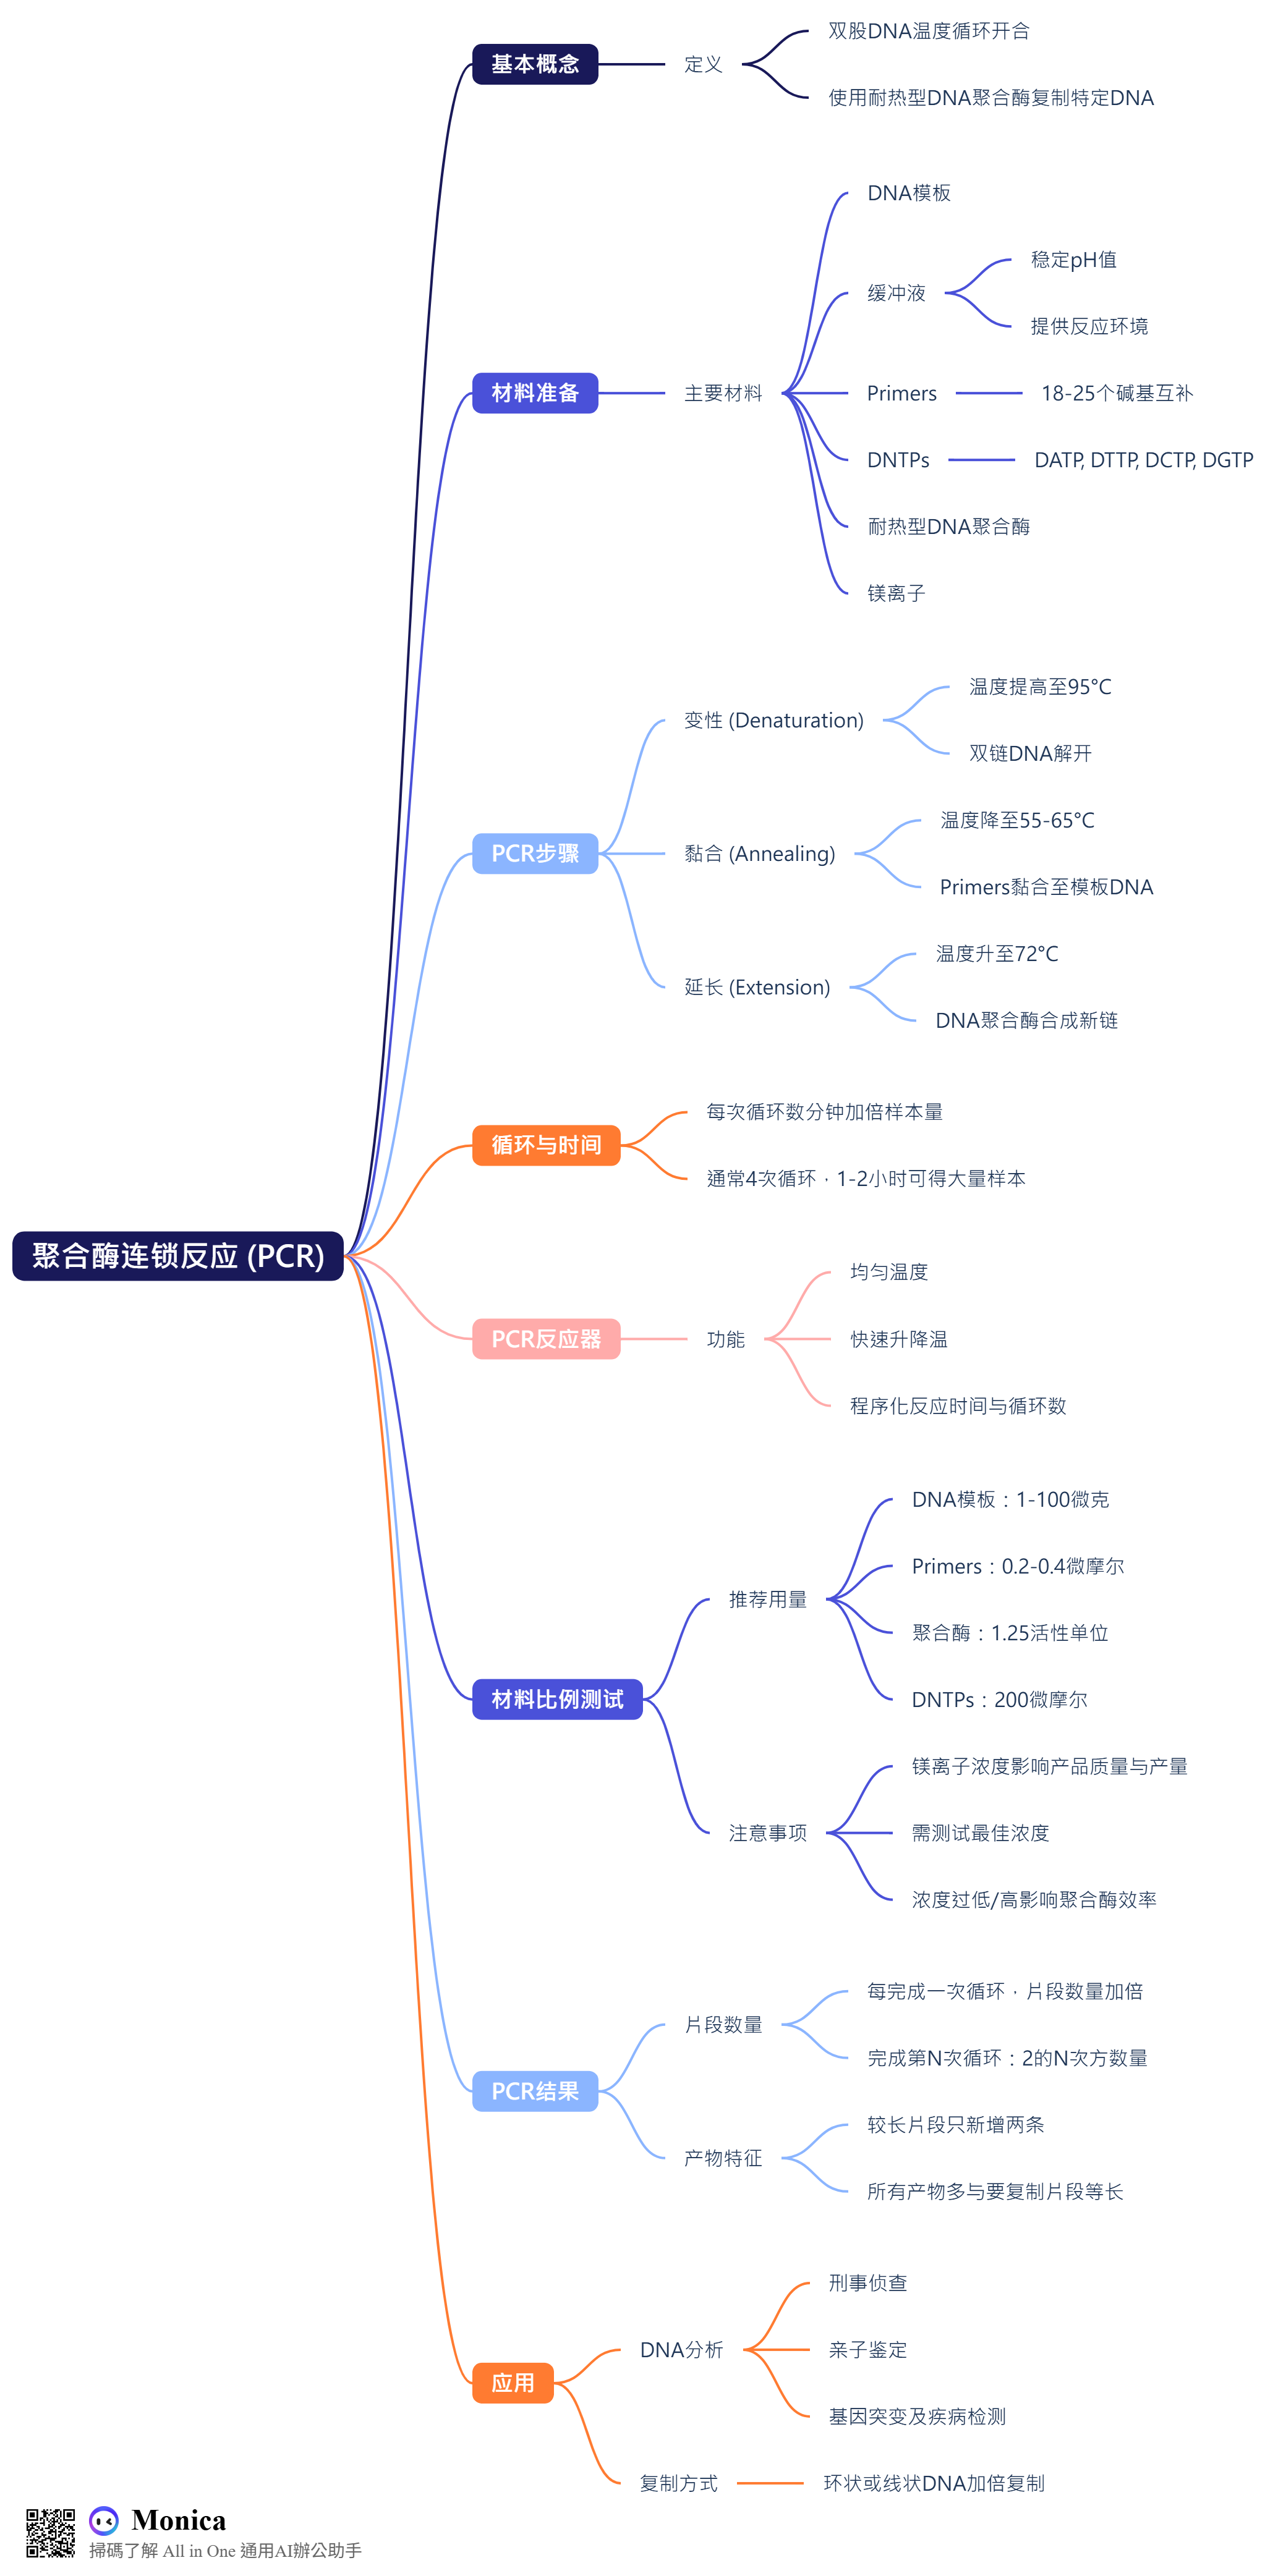 聚合酶连锁反应 (PCR)
基本概念
定义
双股DNA温度循环开合
使用耐热型DNA聚合酶复制特定DNA
材料准备
主要材料
DNA模板
缓冲液
稳定pH值
提供反应环境
Primers
18-25个碱基互补
DNTPs
DATP, DTTP, DCTP, DGTP
耐热型DNA聚合酶
镁离子
PCR步骤
变性 (Denaturation)
温度提高至95°C
双链DNA解开
黏合 (Annealing)
温度降至55-65°C
Primers黏合至模板DNA
延长 (Extension)
温度升至72°C
DNA聚合酶合成新链
循环与时间
每次循环数分钟加倍样本量
通常4次循环，1-2小时可得大量样本
PCR反应器
功能
均匀温度
快速升降温
程序化反应时间与循环数
材料比例测试
推荐用量
DNA模板：1-100微克
Primers：0.2-0.4微摩尔
聚合酶：1.25活性单位
DNTPs：200微摩尔
注意事项
镁离子浓度影响产品质量与产量
需测试最佳浓度
浓度过低/高影响聚合酶效率
PCR结果
片段数量
每完成一次循环，片段数量加倍
完成第N次循环：2的N次方数量
产物特征
较长片段只新增两条
所有产物多与要复制片段等长
应用
DNA分析
刑事侦查
亲子鉴定
基因突变及疾病检测
复制方式
环状或线状DNA加倍复制
Monica
掃碼了解 All in One 通用AI辦公助手